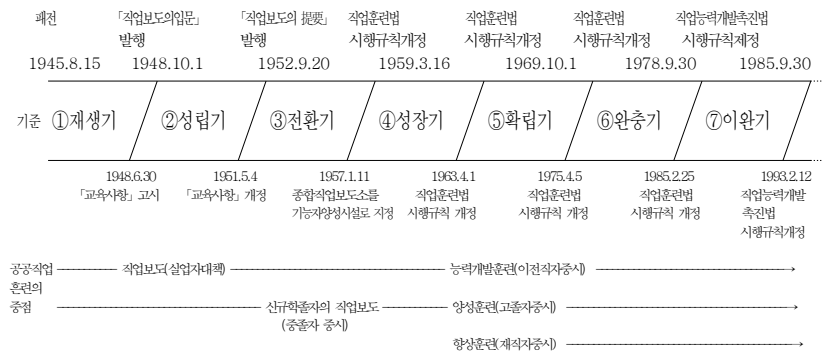 패전 「직업보도의입문」 「직업보도의 提要」 직업훈련법 직업훈련법 직업훈련법 직업능력개발촉진법
발행 발행 시행규칙개정 시행규칙개정 시행규칙개정 시행규칙제정
1945.8.15 1948.10.1 1952.9.20 1959.3.16 1969.10.1 1978.9.30 1985.9.30
기준 ①재생기 ②성립기 ③전환기 ④성장기 ⑤확립기 ⑥완충기 ⑦이완기
1948.6.30 1951.5.4 1957.1.11 1963.4.1 1975.4.5 1985.2.25 1993.2.12
「교육사항」 고시 「교육사항」 개정 종합직업보도소를 직업훈련법 직업훈련법 직업훈련법 직업능력개발
기능자양성시설로 지정 시행규칙 개정 시행규칙 개정 시행규칙 개정 촉진법
시행규칙개정
공공직업 직업보도(실업자대책) 능력개발훈련(이전직자중시)
훈련의
중점 신규학졸자의 직업보도 양성훈련(고졸자중시)
(중졸자 중시)
향상훈련(재직자중시)